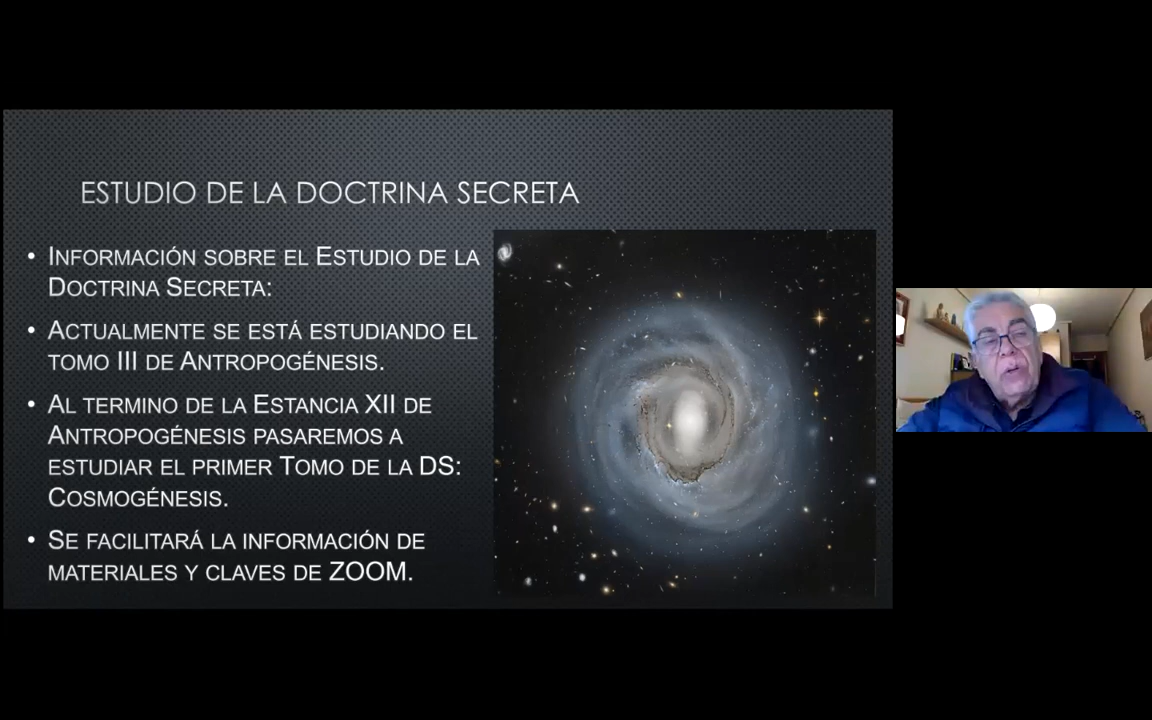 ESTUDIO DE LA DOCTRINA SECRETA
• INFORMACIÓN SOBRE EL ESTUDIO DE LA
DOCTRINA SECRETA:
• ACTUALMENTE SE ESTÁ ESTUDIANDO EL
TOMO III DE ANTROPOGÉNESIS.
• AL TERMINO DE LA ESTANCIA XII DE
ANTROPOGÉNESIS PASAREMOS A
ESTUDIAR EL PRIMER TOMO DE LA DS:
COSMOGÉNESIS.
• SE FACILITARÁ LA INFORMACIÓN DE
MATERIALES Y CLAVES DE ZOOM.